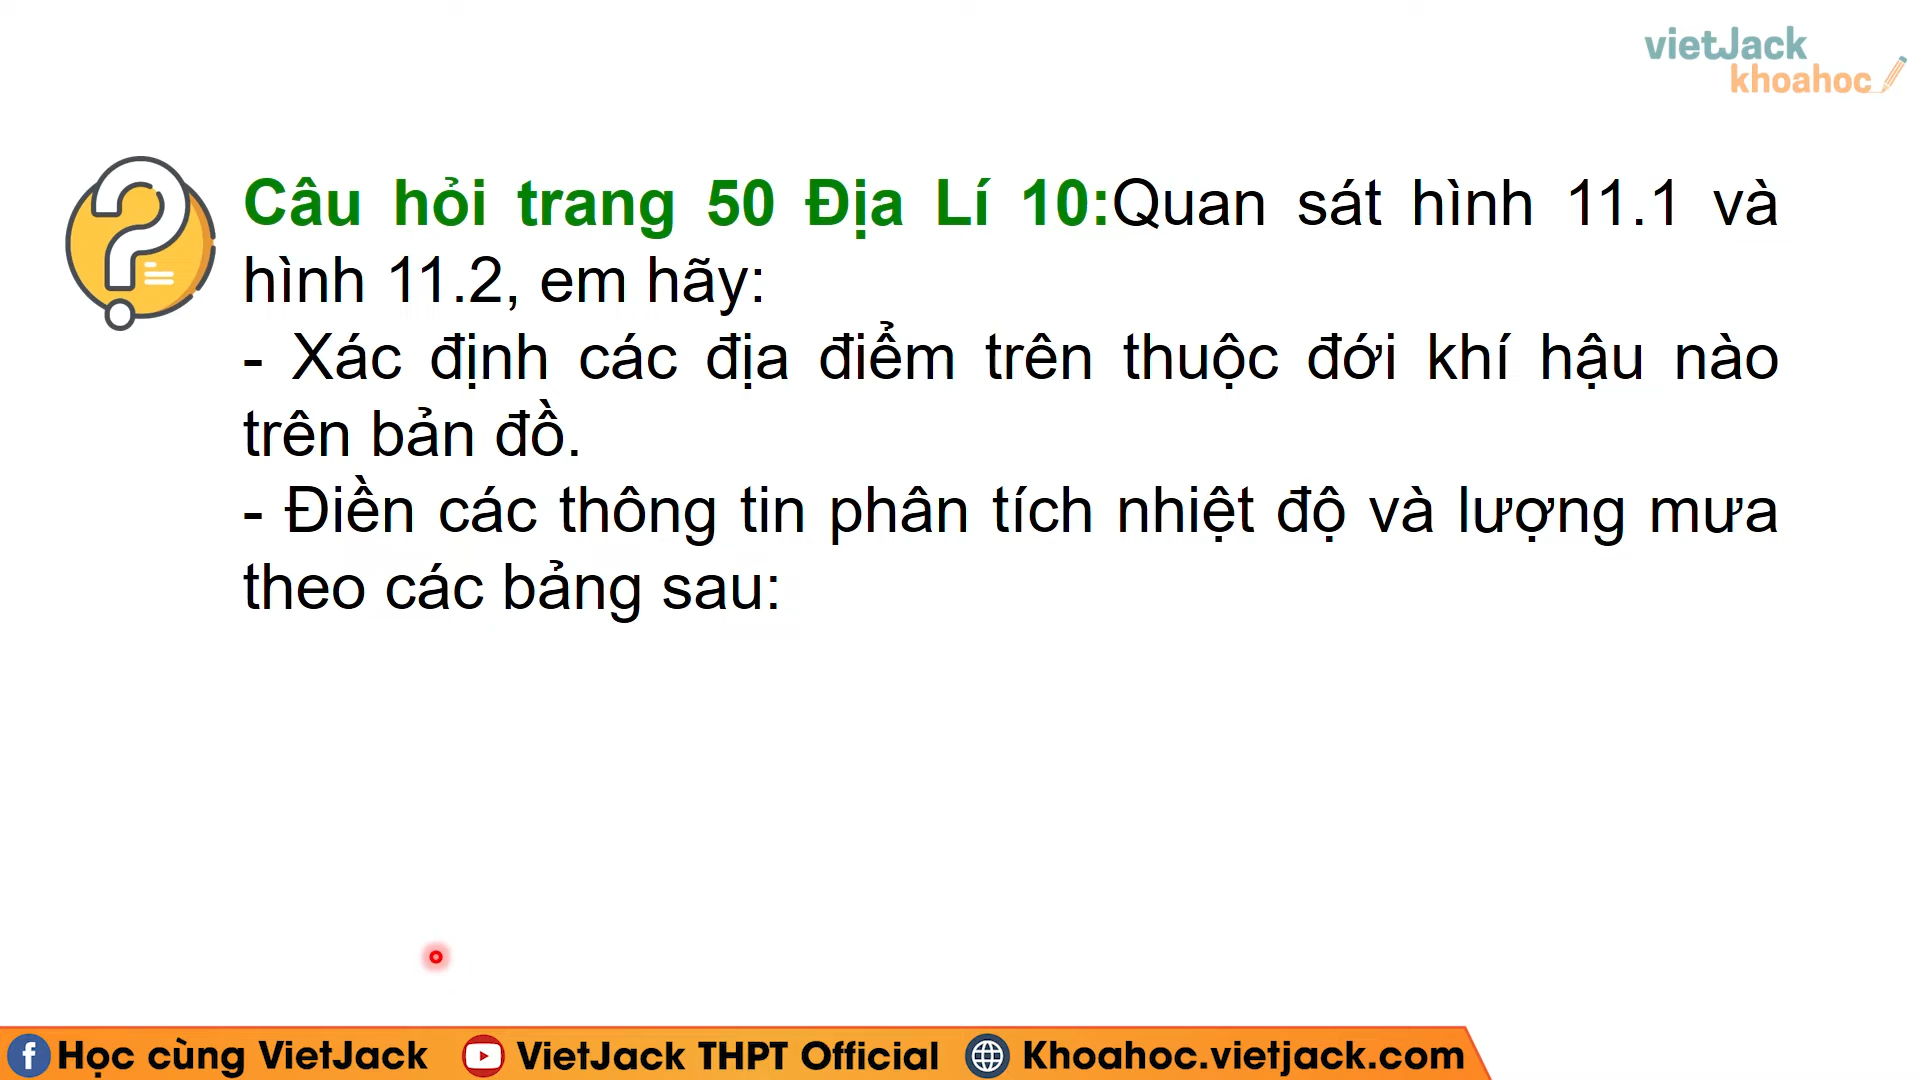 vietJack
khoahoc
Câu hỏi trang 50 Địa Lí 10:Quan sát hình 11.1 và
hình 11.2, em hãy:
- Xác định các địa điểm trên thuộc đới khí hậu nào
trên bản đồ.
- Điền các thông tin phân tích nhiệt độ và lượng mưa
theo các bảng sau:
Học cùng VietJack VietJack THPT Official Khoahoc.vietjack.com